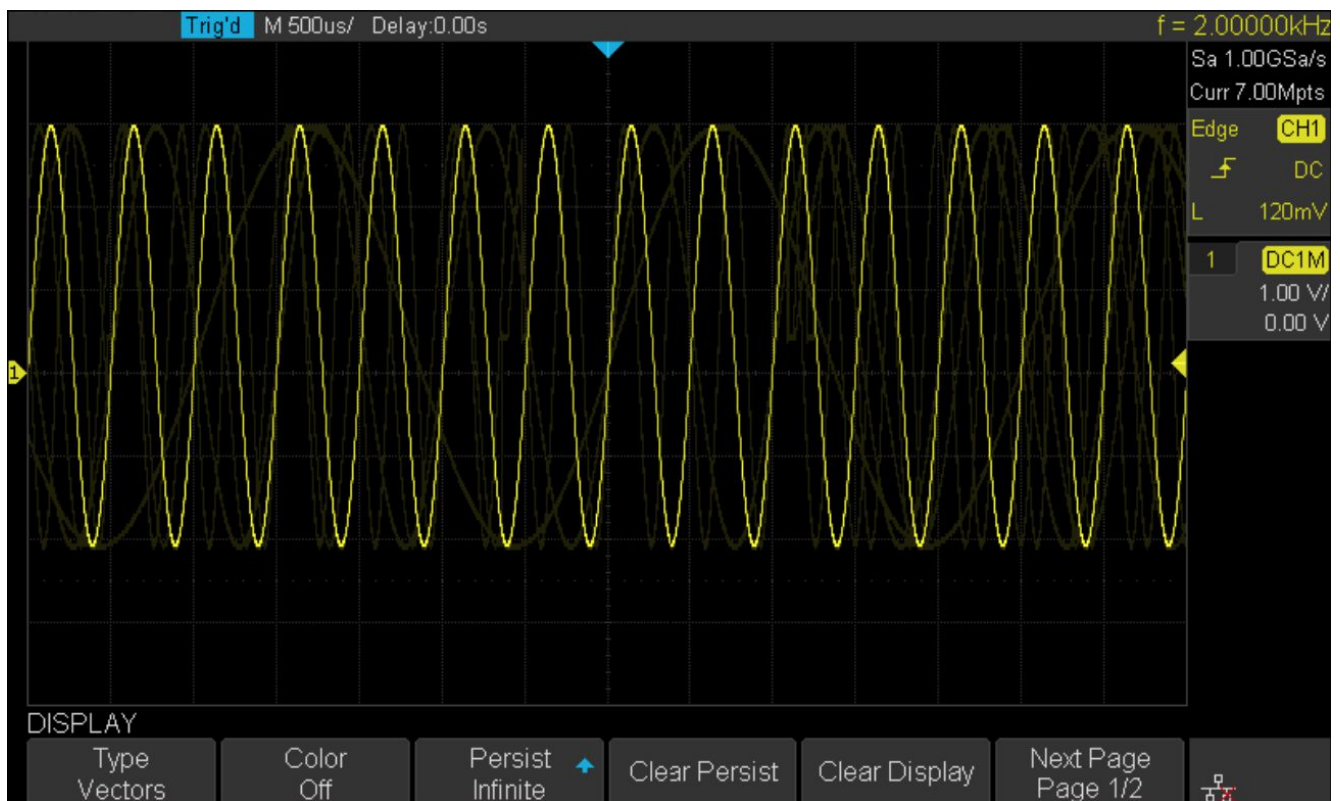 Trig'd M 500us/ Delay:0.00s f = 2.00000kHz
Sa 1.00GSa/s
Curr 7.00Mpts
Edge CH1
DC
L 120mV
1 DC1M
1.00 V/
0.00 V
1
DISPLAY
Type
Vectors
Color
Off
Persist
Infinite
Clear Persist
Clear Display
Next Page
Page 1/2